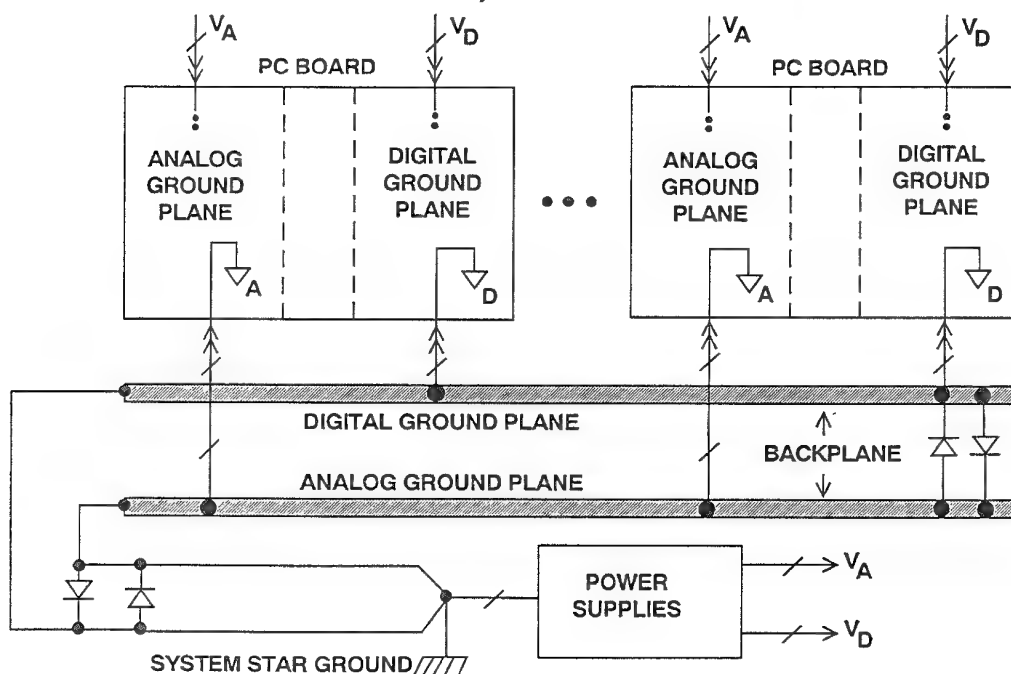 V_A V_D V_A V_D
PC BOARD PC BOARD
ANALOG
GROUND
PLANE
DIGITAL
GROUND
PLANE
ANALOG
GROUND
PLANE
DIGITAL
GROUND
PLANE
A D A D
DIGITAL GROUND PLANE
BACKPLANE
ANALOG GROUND PLANE
POWER
SUPPLIES
V_A
V_D
SYSTEM STAR GROUND